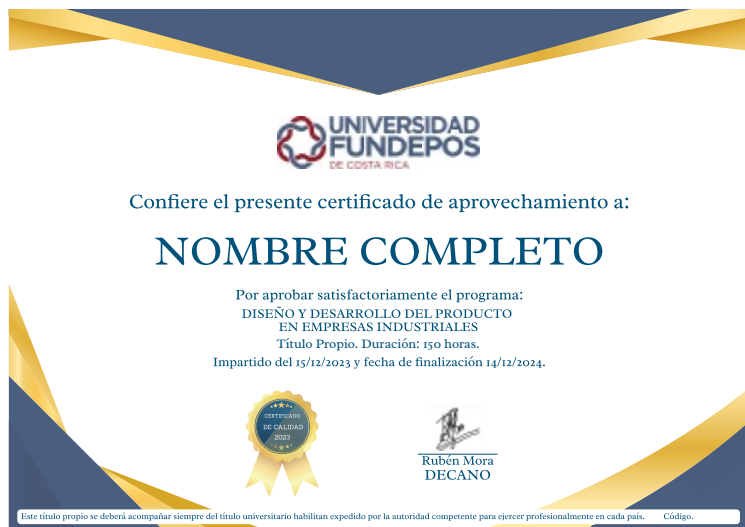 UNIVERSIDAD
FUNDEPOS
DE COSTA RICA
Confiere el presente certificado de aprovechamiento a:
NOMBRE COMPLETO
Por aprobar satisfactoriamente el programa:
DISEÑO Y DESARROLLO DEL PRODUCTO
EN EMPRESAS INDUSTRIALES
Título Propio. Duración: 150 horas.
Impartido del 15/12/2023 y fecha de finalización 14/12/2024.
CERTIFICADO
DE CALIDAD
2023
Rubén Mora
DECANO
Este título propio se deberá acompañar siempre del título universitario habilitan expedido por la autoridad competente para ejercer profesionalmente en cada país. Código.